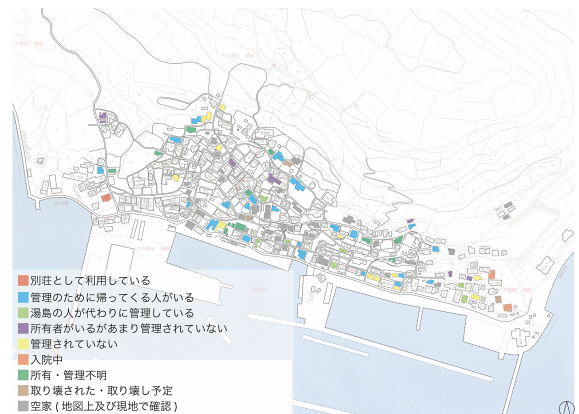 別荘として利用している
管理のために帰ってくる人がいる
湯島の人が代わりに管理している
所有者がいるがあまり管理されていない
管理されていない
入院中
所有・管理不明
取り壊された・取り壊し予定
空家 ( 地図上及び現地で確認 )